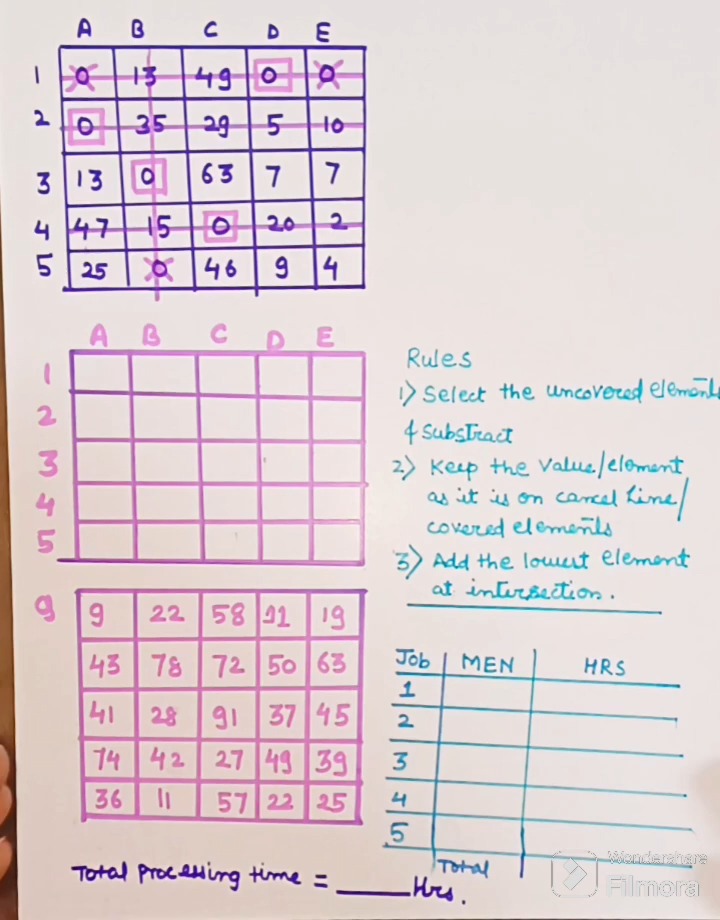 A B C D E
1 0 13 49 0 0
2 0 35 29 5 10
3 13 0 63 7 7
4 47 15 0 20 2
5 25 0 46 9 4
A B C D E
1
2
3
4
5
Rules
1) Select the uncovered elements
& Substract
2) Keep the value/element
as it is on cancel line/
covered elements
3) Add the lowest element
at intersection.
9 9 22 58 11 19
43 78 72 50 63
41 28 91 37 45
74 42 27 49 39
36 11 57 22 25
Job MEN HRS
1
2
3
4
5
Total
Total processing time = ____ Hrs.
Wondershare
Filmora